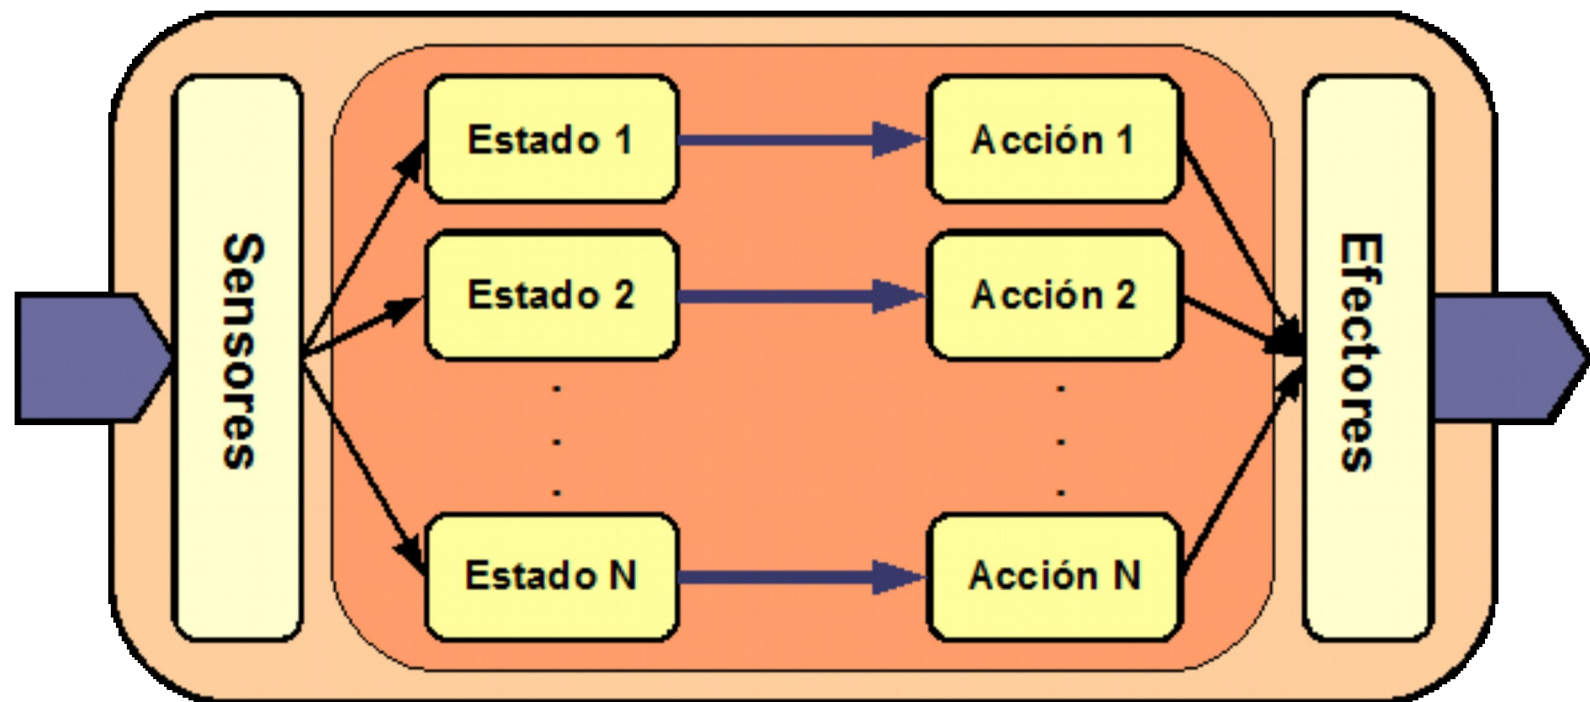 Sensores
Estado 1
Acción 1
Estado 2
Acción 2
.
.
.
.
.
.
Estado N
Acción N
Efectores